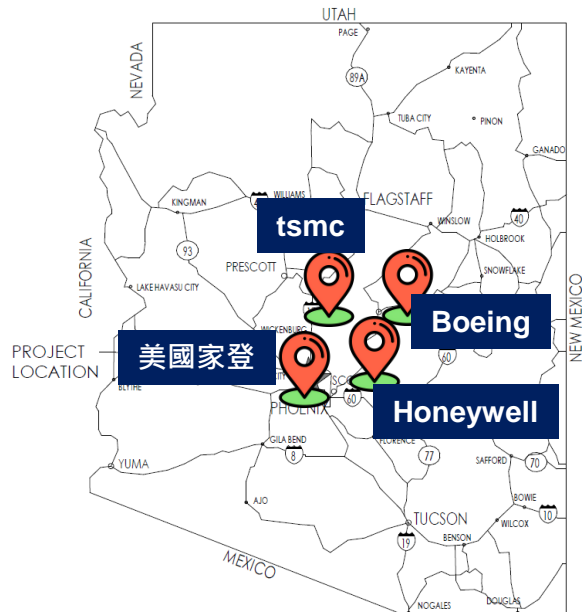 UTAH
PAGE
NEVADA
89A
KAYENTA
TUBA CITY
PINON
GANADO
KINGMAN
WILLIAMS
FLAGSTAFF
WINSLOW
40
HOLBROOK
93
tsmc
CALIFORNIA
PRESCOTT
SNOWFLAKE
LAKE HAVASU CITY
NEW MEXICO
Boeing
WICKENBURG
PROJECT
LOCATION
美國家登
60
BLYTHE
PHOENIX
60
Honeywell
GILA BEND
FLORENCE
8
77
SAFFORD
70
YUMA
AJO
BOWIE
10
TUCSON
WILCOX
19
BENSON
MEXICO
NOGALES
DOUGLAS